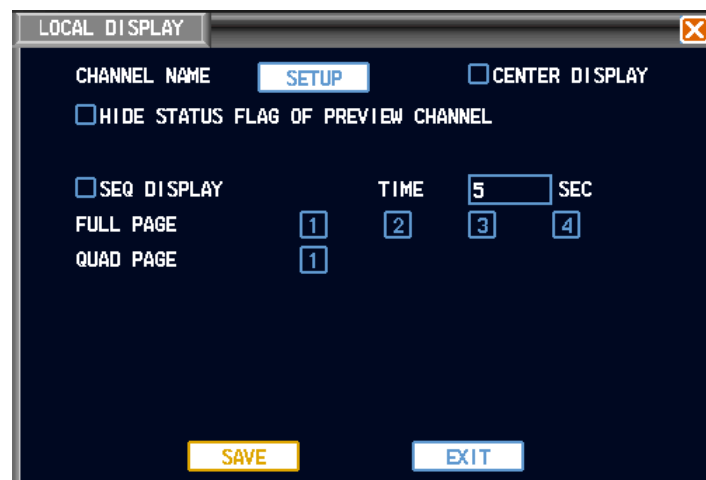 LOCAL DISPLAY
CHANNEL NAME SETUP CENTER DISPLAY
HIDE STATUS FLAG OF PREVIEW CHANNEL
SEQ DISPLAY TIME 5 SEC
FULL PAGE 1 2 3 4
QUAD PAGE 1
SAVE EXIT